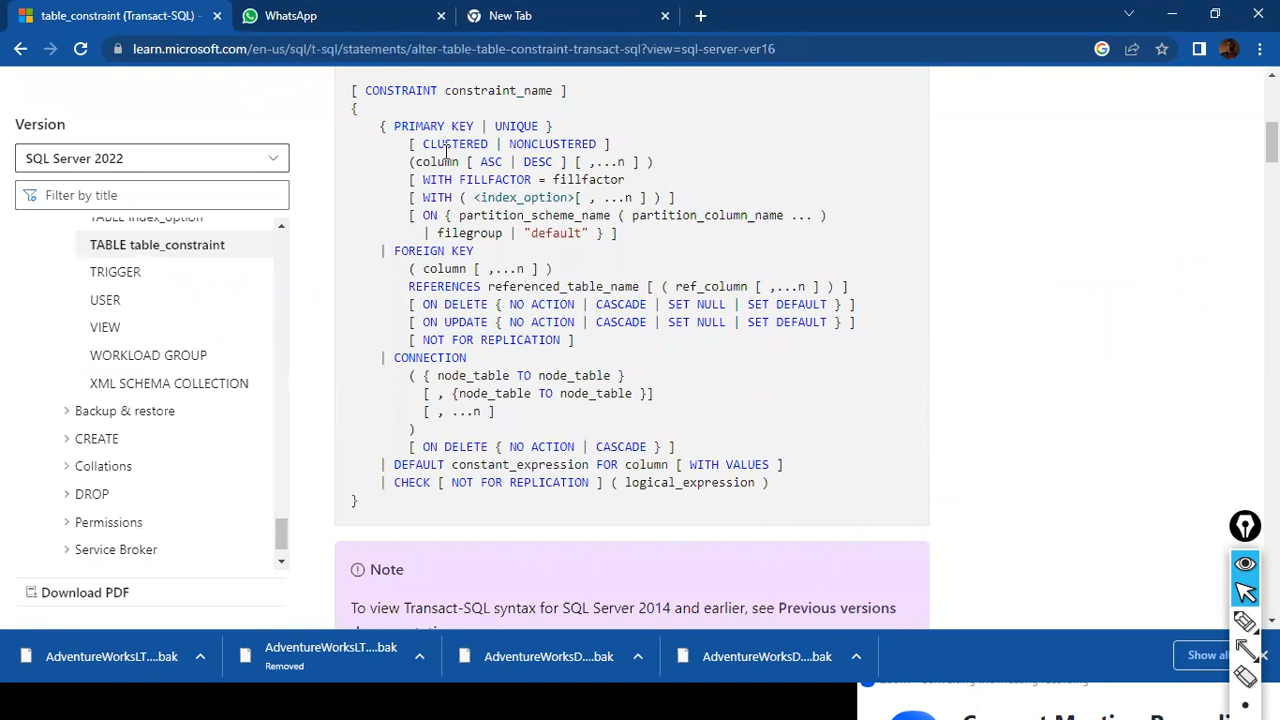 table_constraint (Transact-SQL) -
WhatsApp
New Tab
learn.microsoft.com/en-us/sql/t-sql/statements/alter-table-table-constraint-transact-sql?view=sql-server-ver16
Version
SQL Server 2022
Filter by title
TABLE index_option
TABLE table_constraint
TRIGGER
USER
VIEW
WORKLOAD GROUP
XML SCHEMA COLLECTION
Backup & restore
CREATE
Collations
DROP
Permissions
Service Broker
Download PDF
[ CONSTRAINT constraint_name ]
{
{ PRIMARY KEY | UNIQUE }
[ CLUSTERED | NONCLUSTERED ]
(column [ ASC | DESC ] [ ,...n ] )
[ WITH FILLFACTOR = fillfactor
[ WITH ( <index_option>[ , ...n ] ) ]
[ ON { partition_scheme_name ( partition_column_name ... )
| filegroup | "default" } ]
| FOREIGN KEY
( column [ ,...n ] )
REFERENCES referenced_table_name [ ( ref_column [ ,...n ] ) ]
[ ON DELETE { NO ACTION | CASCADE | SET NULL | SET DEFAULT } ]
[ ON UPDATE { NO ACTION | CASCADE | SET NULL | SET DEFAULT } ]
[ NOT FOR REPLICATION ]
| CONNECTION
( { node_table TO node_table }
[ , {node_table TO node_table }]
[ , ...n ]
)
[ ON DELETE { NO ACTION | CASCADE } ]
| DEFAULT constant_expression FOR column [ WITH VALUES ]
| CHECK [ NOT FOR REPLICATION ] ( logical_expression )
}
Note
To view Transact-SQL syntax for SQL Server 2014 and earlier, see Previous versions
AdventureWorksLT....bak
AdventureWorksLT....bak
Removed
AdventureWorksD....bak
AdventureWorksD....bak
Show all